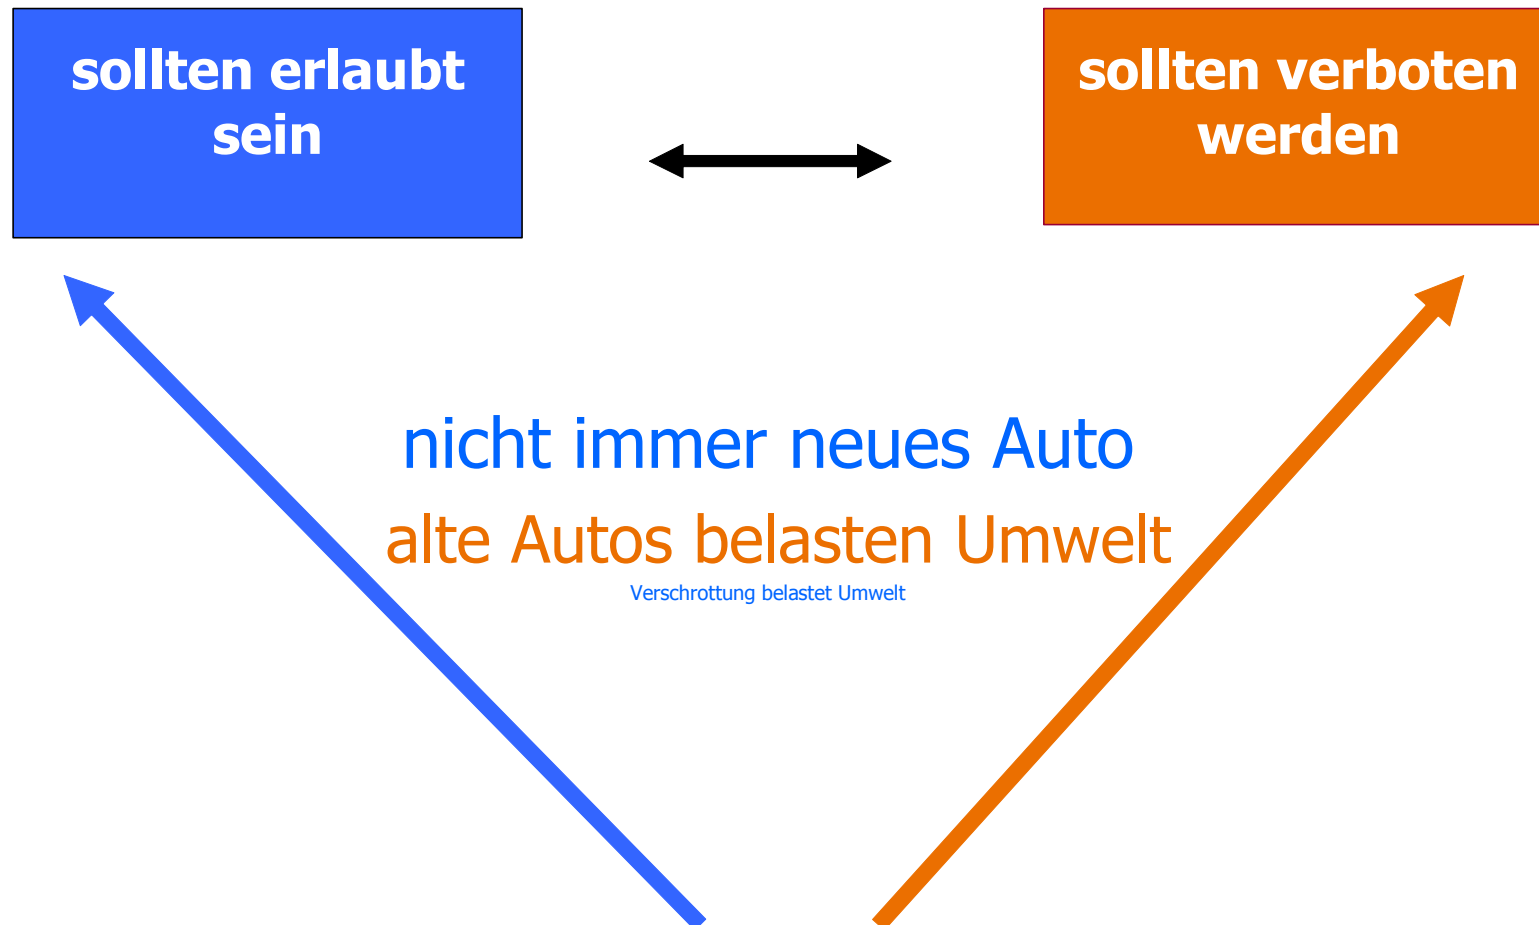 sollten erlaubt
sein
sollten verboten
werden
nicht immer neues Auto
alte Autos belasten Umwelt
Verschrottung belastet Umwelt